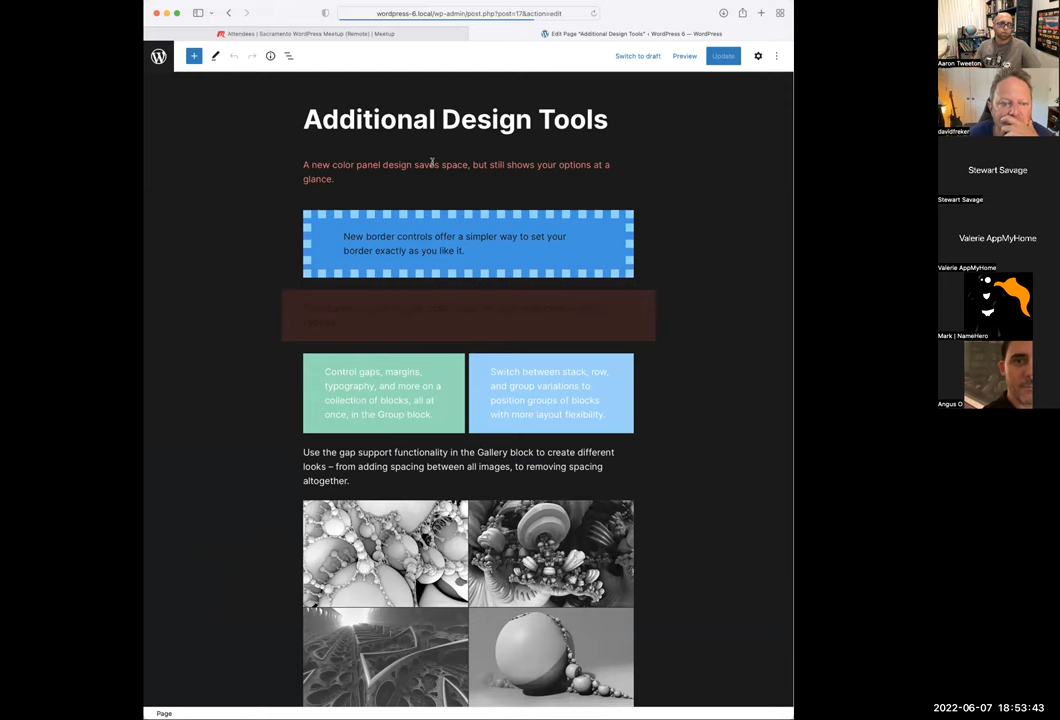 wordpress-6.local/wp-admin/post.php?post=17&action=edit
Attendees | Sacramento WordPress Meetup (Remote) | Meetup
Edit Page "Additional Design Tools" ‹ WordPress 6 — WordPress
Switch to draft
Preview
Update
Additional Design Tools
A new color panel design saves space, but still shows your options at a
glance.
New border controls offer a simpler way to set your
border exactly as you like it.
Control gaps, margins,
typography, and more on a
collection of blocks, all at
once, in the Group block.
Switch between stack, row,
and group variations to
position groups of blocks
with more layout flexibility.
Use the gap support functionality in the Gallery block to create different
looks – from adding spacing between all images, to removing spacing
altogether.
Page
Aaron Tweeton
davidfreker
Stewart Savage
Stewart Savage
Valerie AppMyHome
Valerie AppMyHome
Mark | NameHero
Angus O
2022-06-07 18:53:43